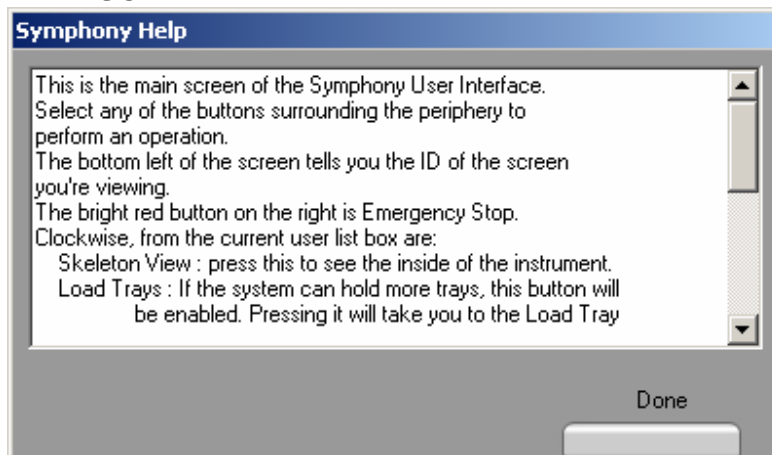 Symphony Help
This is the main screen of the Symphony User Interface.
Select any of the buttons surrounding the periphery to
perform an operation.
The bottom left of the screen tells you the ID of the screen
you're viewing.
The bright red button on the right is Emergency Stop.
Clockwise, from the current user list box are:
Skeleton View : press this to see the inside of the instrument.
Load Trays : If the system can hold more trays, this button will
be enabled. Pressing it will take you to the Load Tray
Done